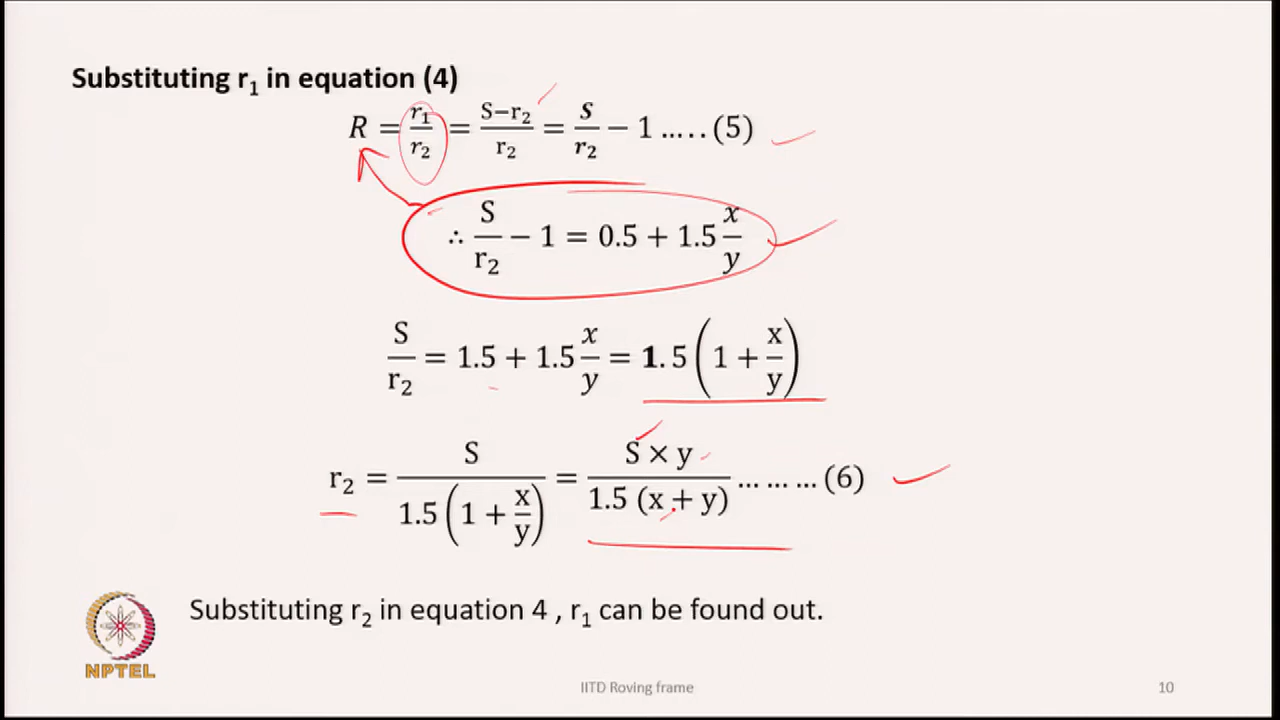 Substituting r₁ in equation (4)
R = r₁/r₂ = S−r₂/r₂ = S/r₂ − 1 ..... (5)
∴ S/r₂ − 1 = 0.5 + 1.5 x/y
S/r₂ = 1.5 + 1.5 x/y = 1.5 (1 + x/y)
r₂ = S/1.5 (1 + x/y) = S × y/1.5 (x + y) ... ... ... (6)
Substituting r₂ in equation 4 , r₁ can be found out.
NPTEL
IITD Roving frame
10